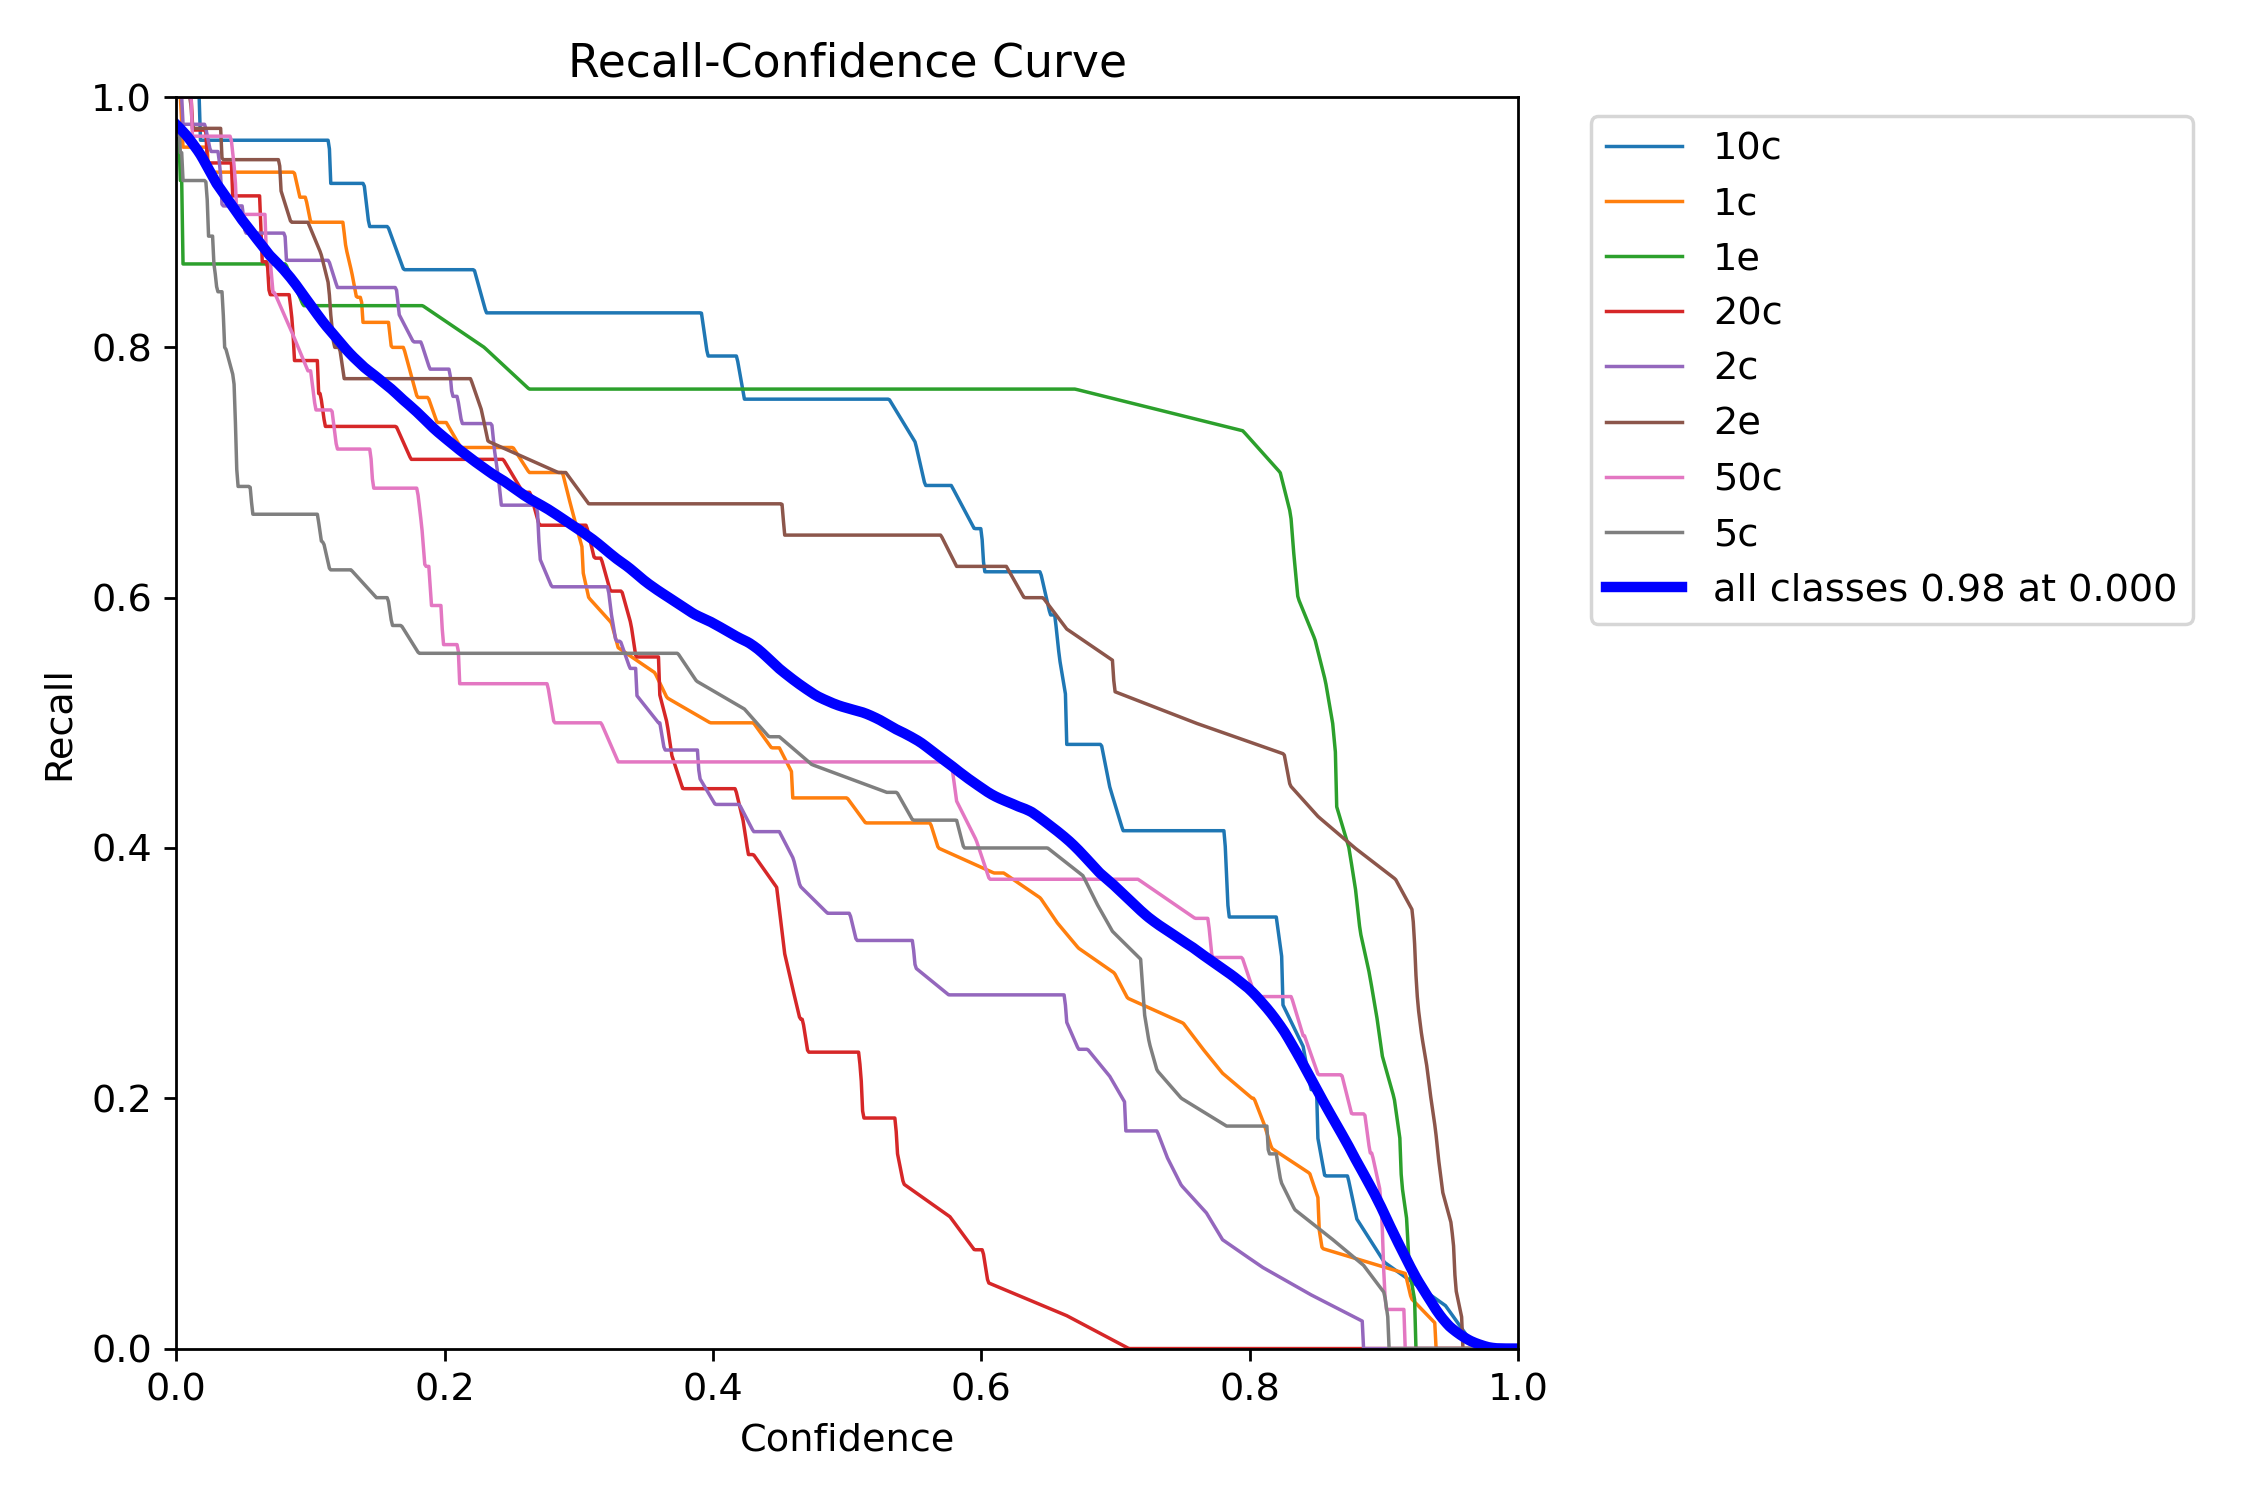 Recall-Confidence Curve
1.0
0.8
0.6
0.4
0.2
0.0
Recall
0.0 0.2 0.4 0.6 0.8 1.0
Confidence
10c
1c
1e
20c
2c
2e
50c
5c
all classes 0.98 at 0.000